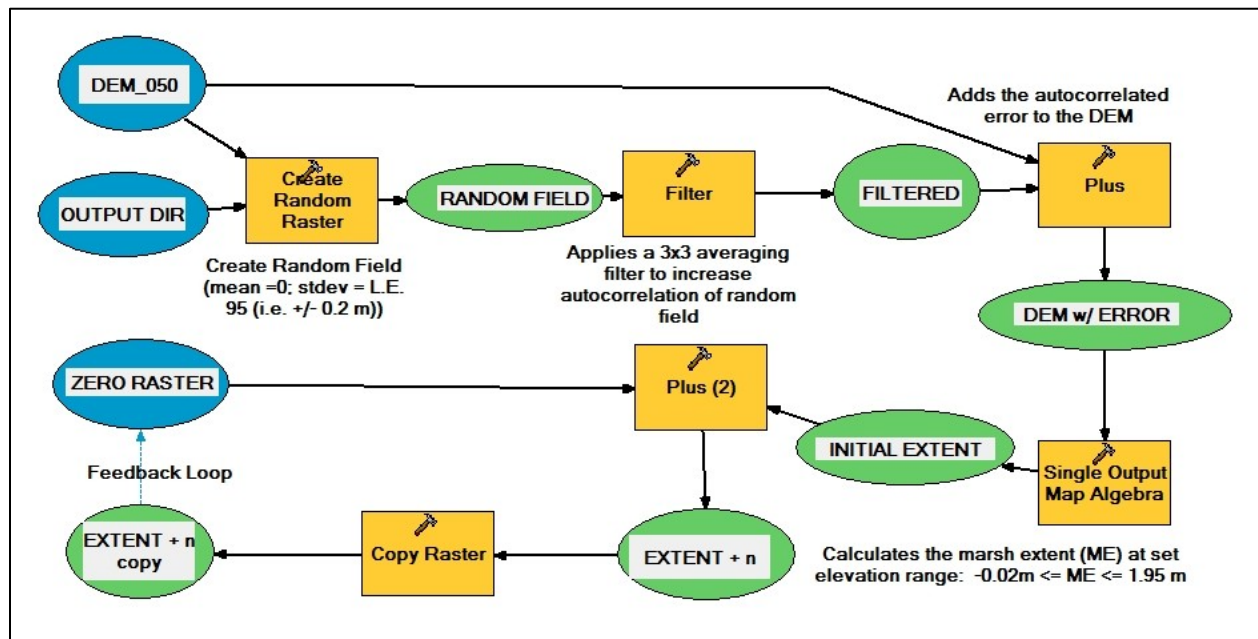 DEM_050
Adds the autocorrelated
error to the DEM
Create
Random
Raster
RANDOM FIELD
Filter
FILTERED
Plus
OUTPUT DIR
Create Random Field
(mean =0; stdev = L.E.
95 (i.e. +/- 0.2 m))
Applies a 3x3 averaging
filter to increase
autocorrelation of random
field
DEM w/ ERROR
ZERO RASTER
Plus (2)
INITIAL EXTENT
Single Output
Map Algebra
Feedback Loop
EXTENT + n
copy
Copy Raster
EXTENT + n
Calculates the marsh extent (ME) at set
elevation range: -0.02m <= ME <= 1.95 m